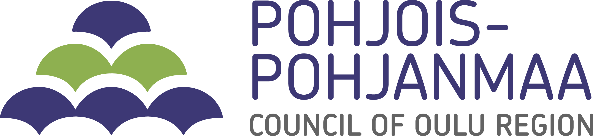 POHJOIS-
POHJANMAA
COUNCIL OF OULU REGION